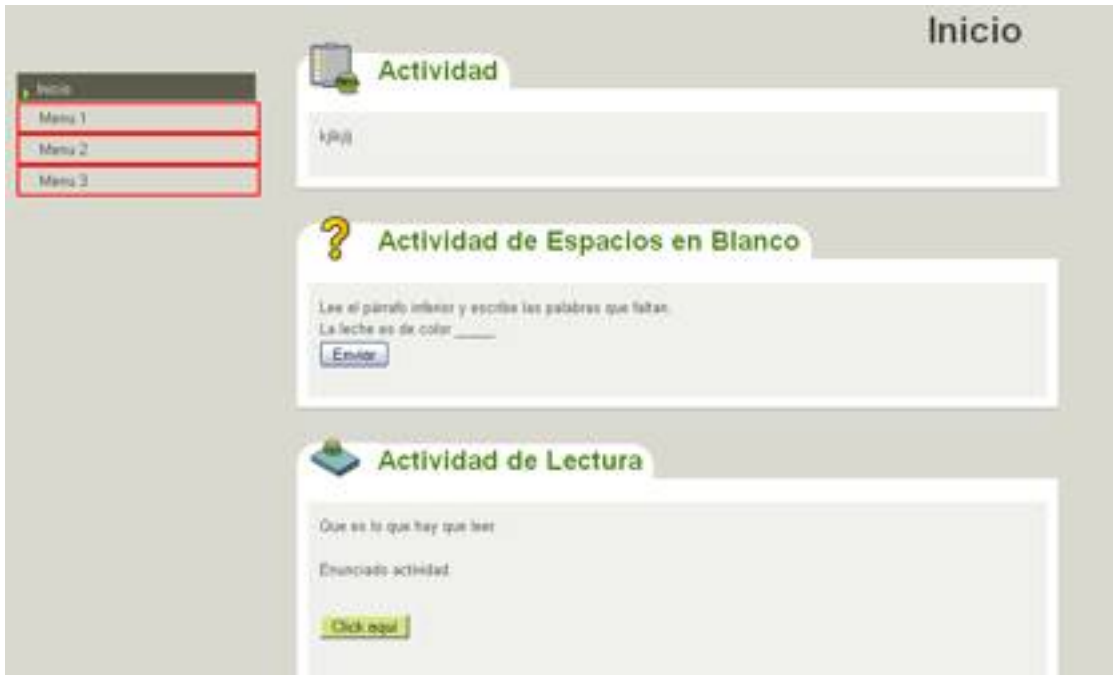 Inicio
Inicio
Menu 1
Menu 2
Menu 3
Actividad
Actividad de Espacios en Blanco
Lee el párrafo inferior y escribe las palabras que faltan.
La leche es de color _____
Enviar
Actividad de Lectura
Que es lo que hay que leer
Enunciado actividad
Click aquí